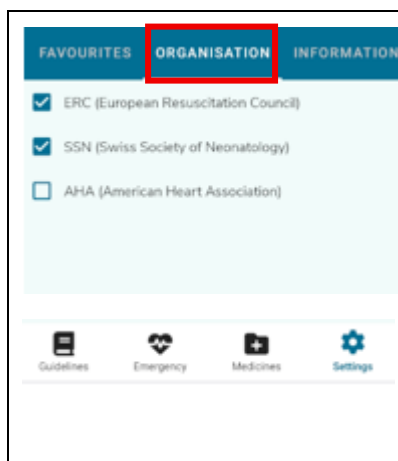 FAVOURITES ORGANISATION INFORMATION
ERC (European Resuscitation Council)
SSN (Swiss Society of Neonatology)
AHA (American Heart Association)
Guidelines Emergency Medicines Settings